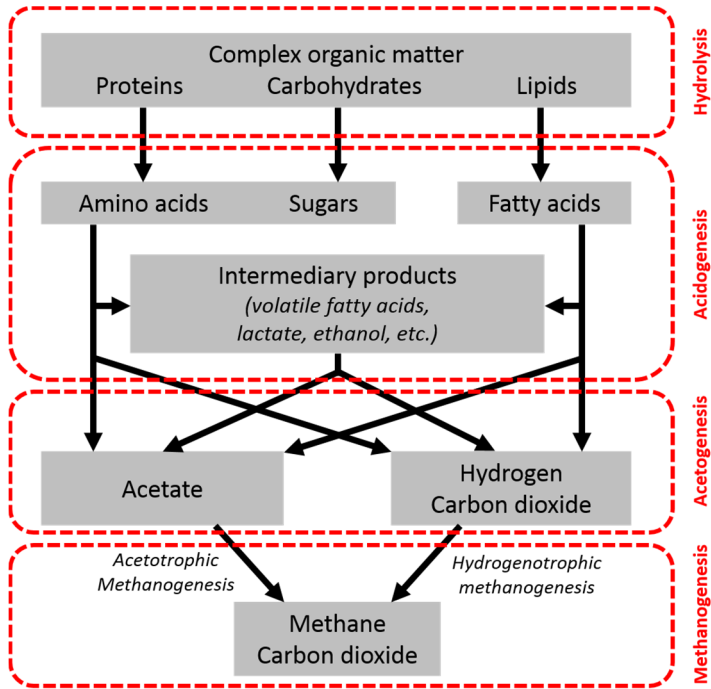 Complex organic matter
Proteins Carbohydrates Lipids
Hydrolysis
Amino acids Sugars Fatty acids
Intermediary products
(volatile fatty acids,
lactate, ethanol, etc.)
Acidogenesis
Acetate
Hydrogen
Carbon dioxide
Acetogenesis
Acetotrophic
Methanogenesis
Hydrogenotrophic
methanogenesis
Methane
Carbon dioxide
Methanogenesis